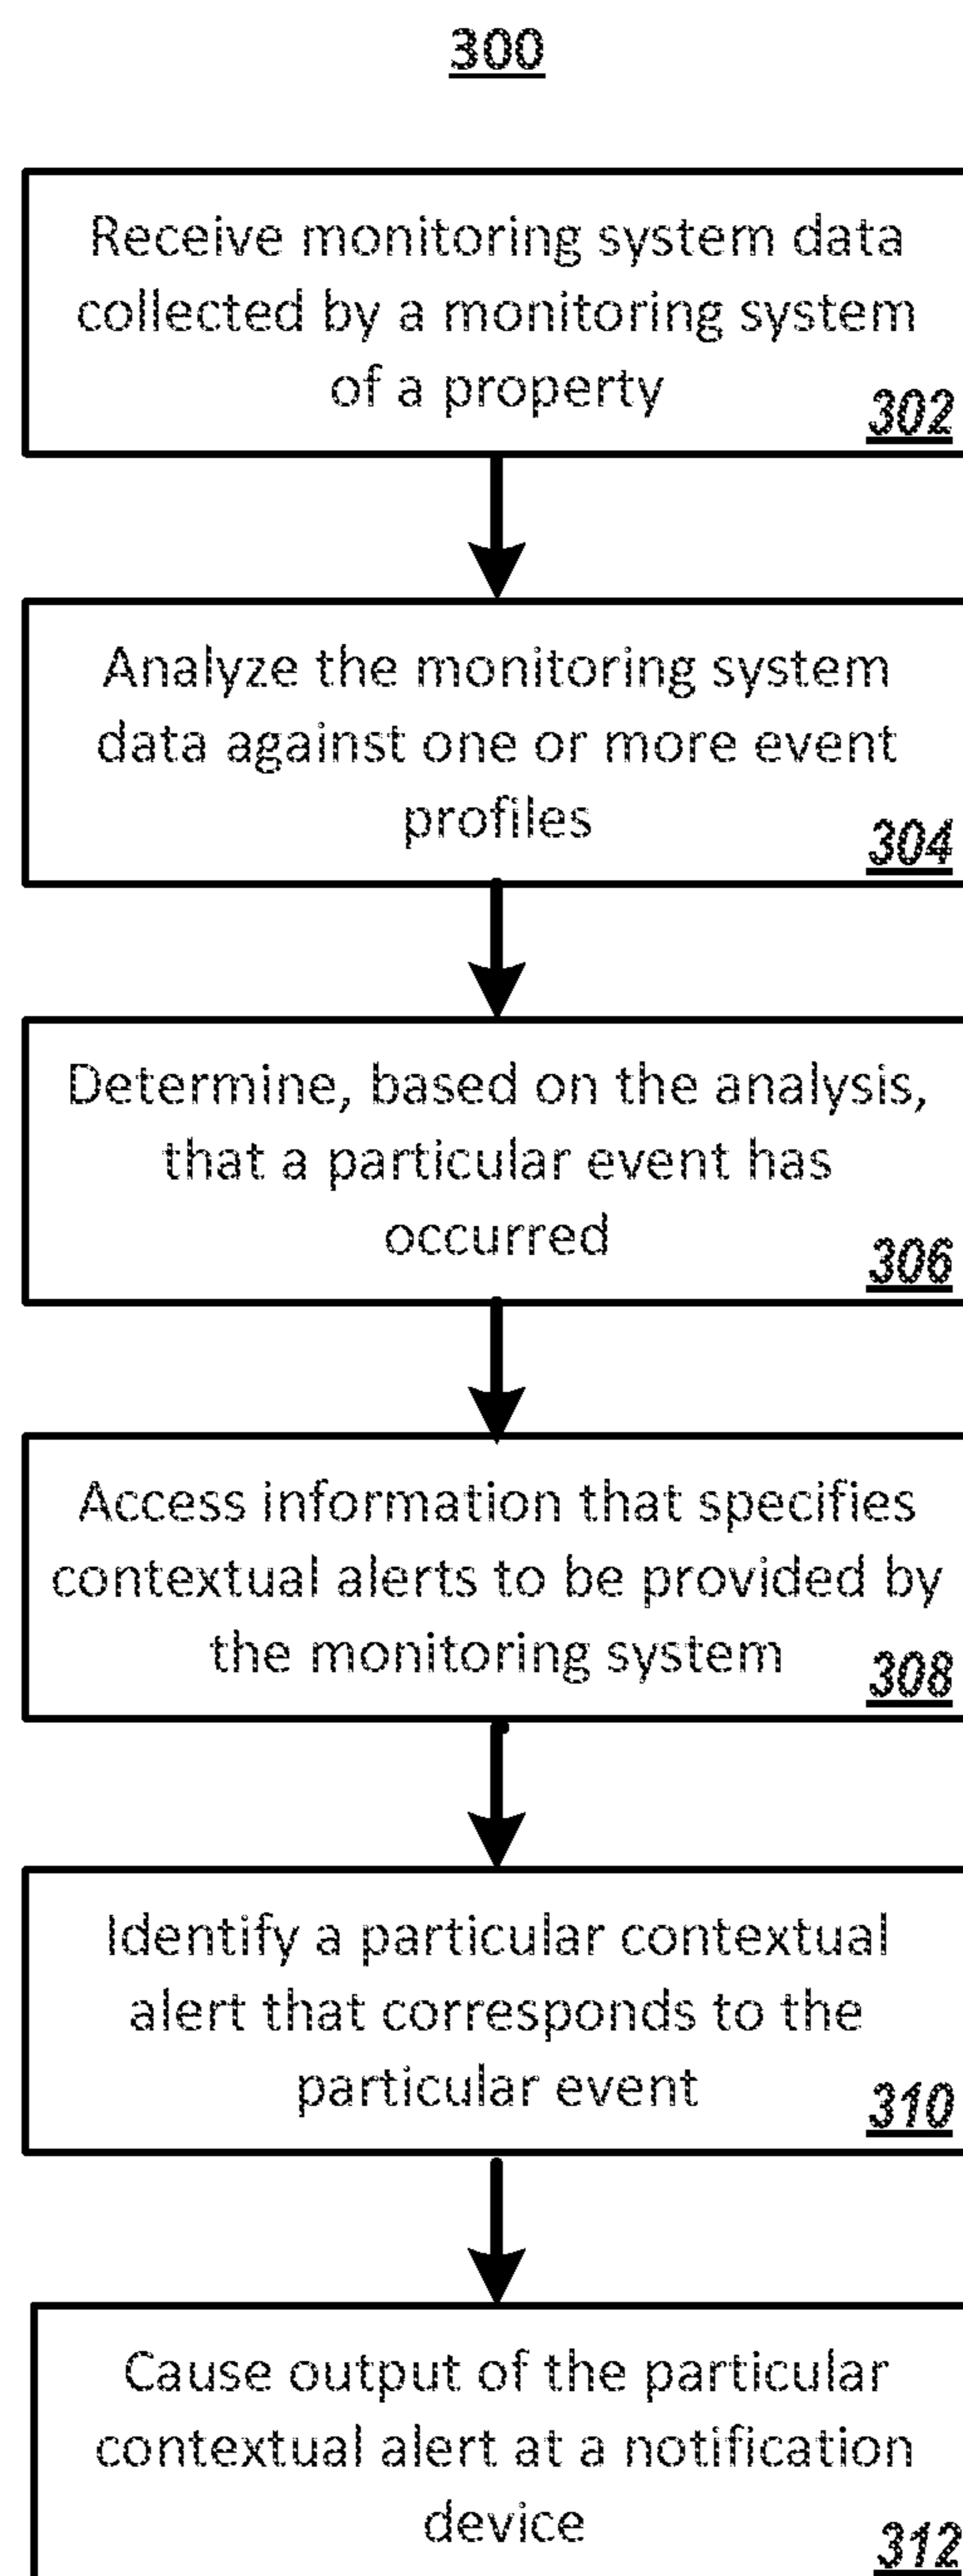 300
Receive monitoring system data
collected by a monitoring system
of a property
302
Analyze the monitoring system
data against one or more event
profiles
304
Determine, based on the analysis,
that a particular event has
occurred
306
Access information that specifies
contextual alerts to be provided by
the monitoring system
308
Identify a particular contextual
alert that corresponds to the
particular event
310
Cause output of the particular
contextual alert at a notification
device
312